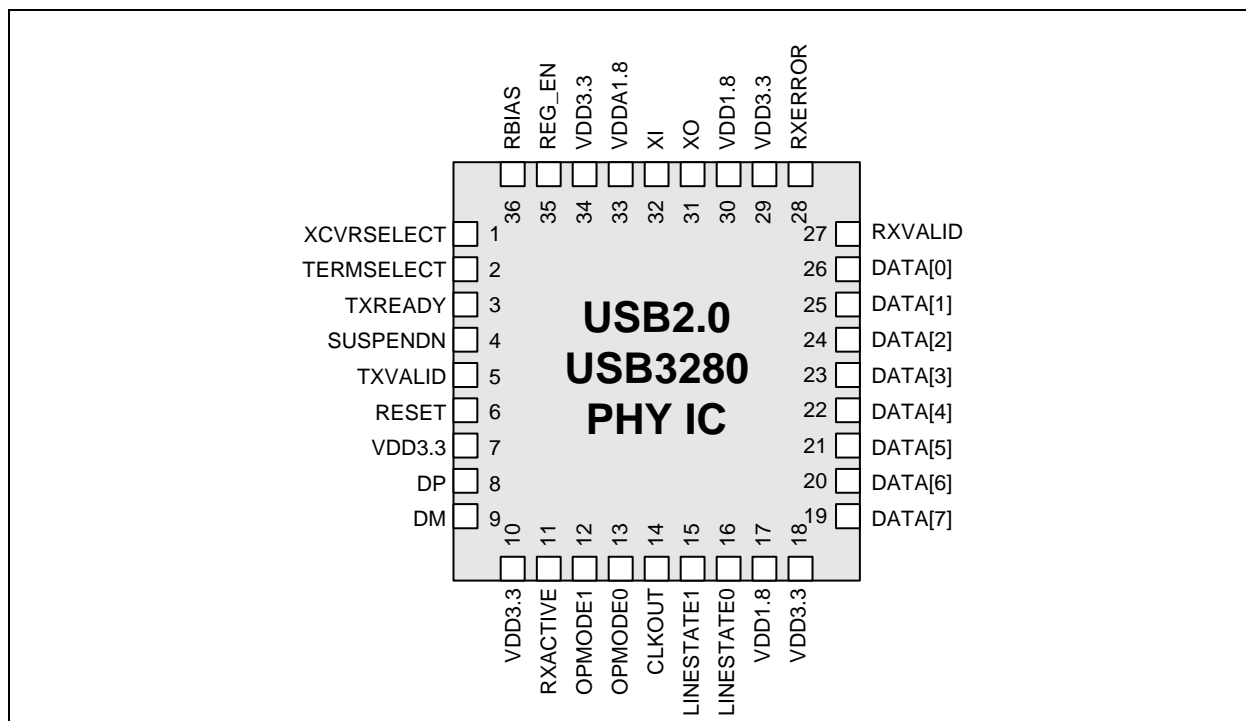 RBIAS
REG_EN
VDD3.3
VDDA1.8
XI
XO
VDD1.8
VDD3.3
RXERROR
36
35
34
33
32
31
30
29
28
XCVRSELECT 1
TERMSELECT 2
TXREADY 3
SUSPENDN 4
TXVALID 5
RESET 6
VDD3.3 7
DP 8
DM 9
USB2.0
USB3280
PHY IC
27 RXVALID
26 DATA[0]
25 DATA[1]
24 DATA[2]
23 DATA[3]
22 DATA[4]
21 DATA[5]
20 DATA[6]
19 DATA[7]
10
11
12
13
14
15
16
17
18
VDD3.3
RXACTIVE
OPMODE1
OPMODE0
CLKOUT
LINESTATE1
LINESTATE0
VDD1.8
VDD3.3